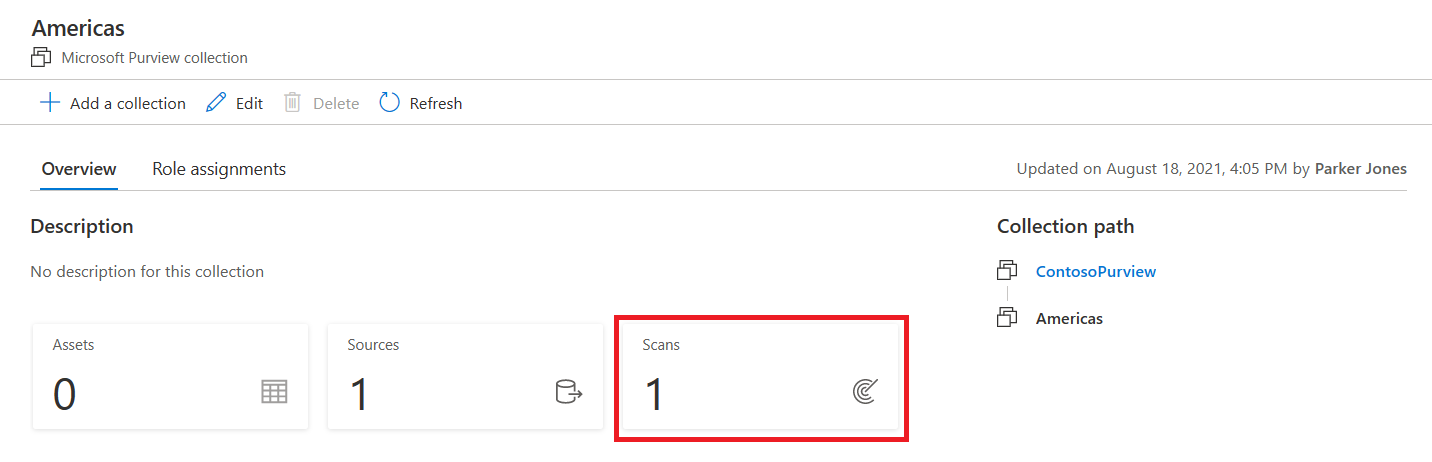 Americas
Microsoft Purview collection
Add a collection Edit Delete Refresh
Overview Role assignments Updated on August 18, 2021, 4:05 PM by Parker Jones
Description
No description for this collection
Assets
0
Sources
1
Scans
1
Collection path
ContosoPurview
Americas